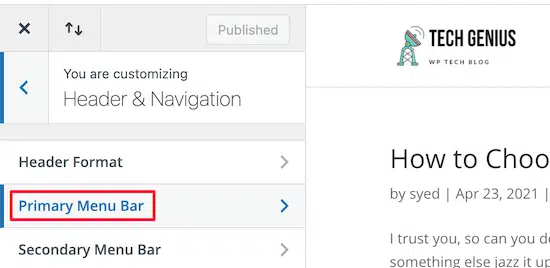 Published
You are customizing
Header & Navigation
Header Format
Primary Menu Bar
Secondary Menu Bar
TECH GENIUS
WP TECH BLOG
How to Choo
by syed | Apr 23, 2021 |
I trust you, so can you de
something else jazz it up